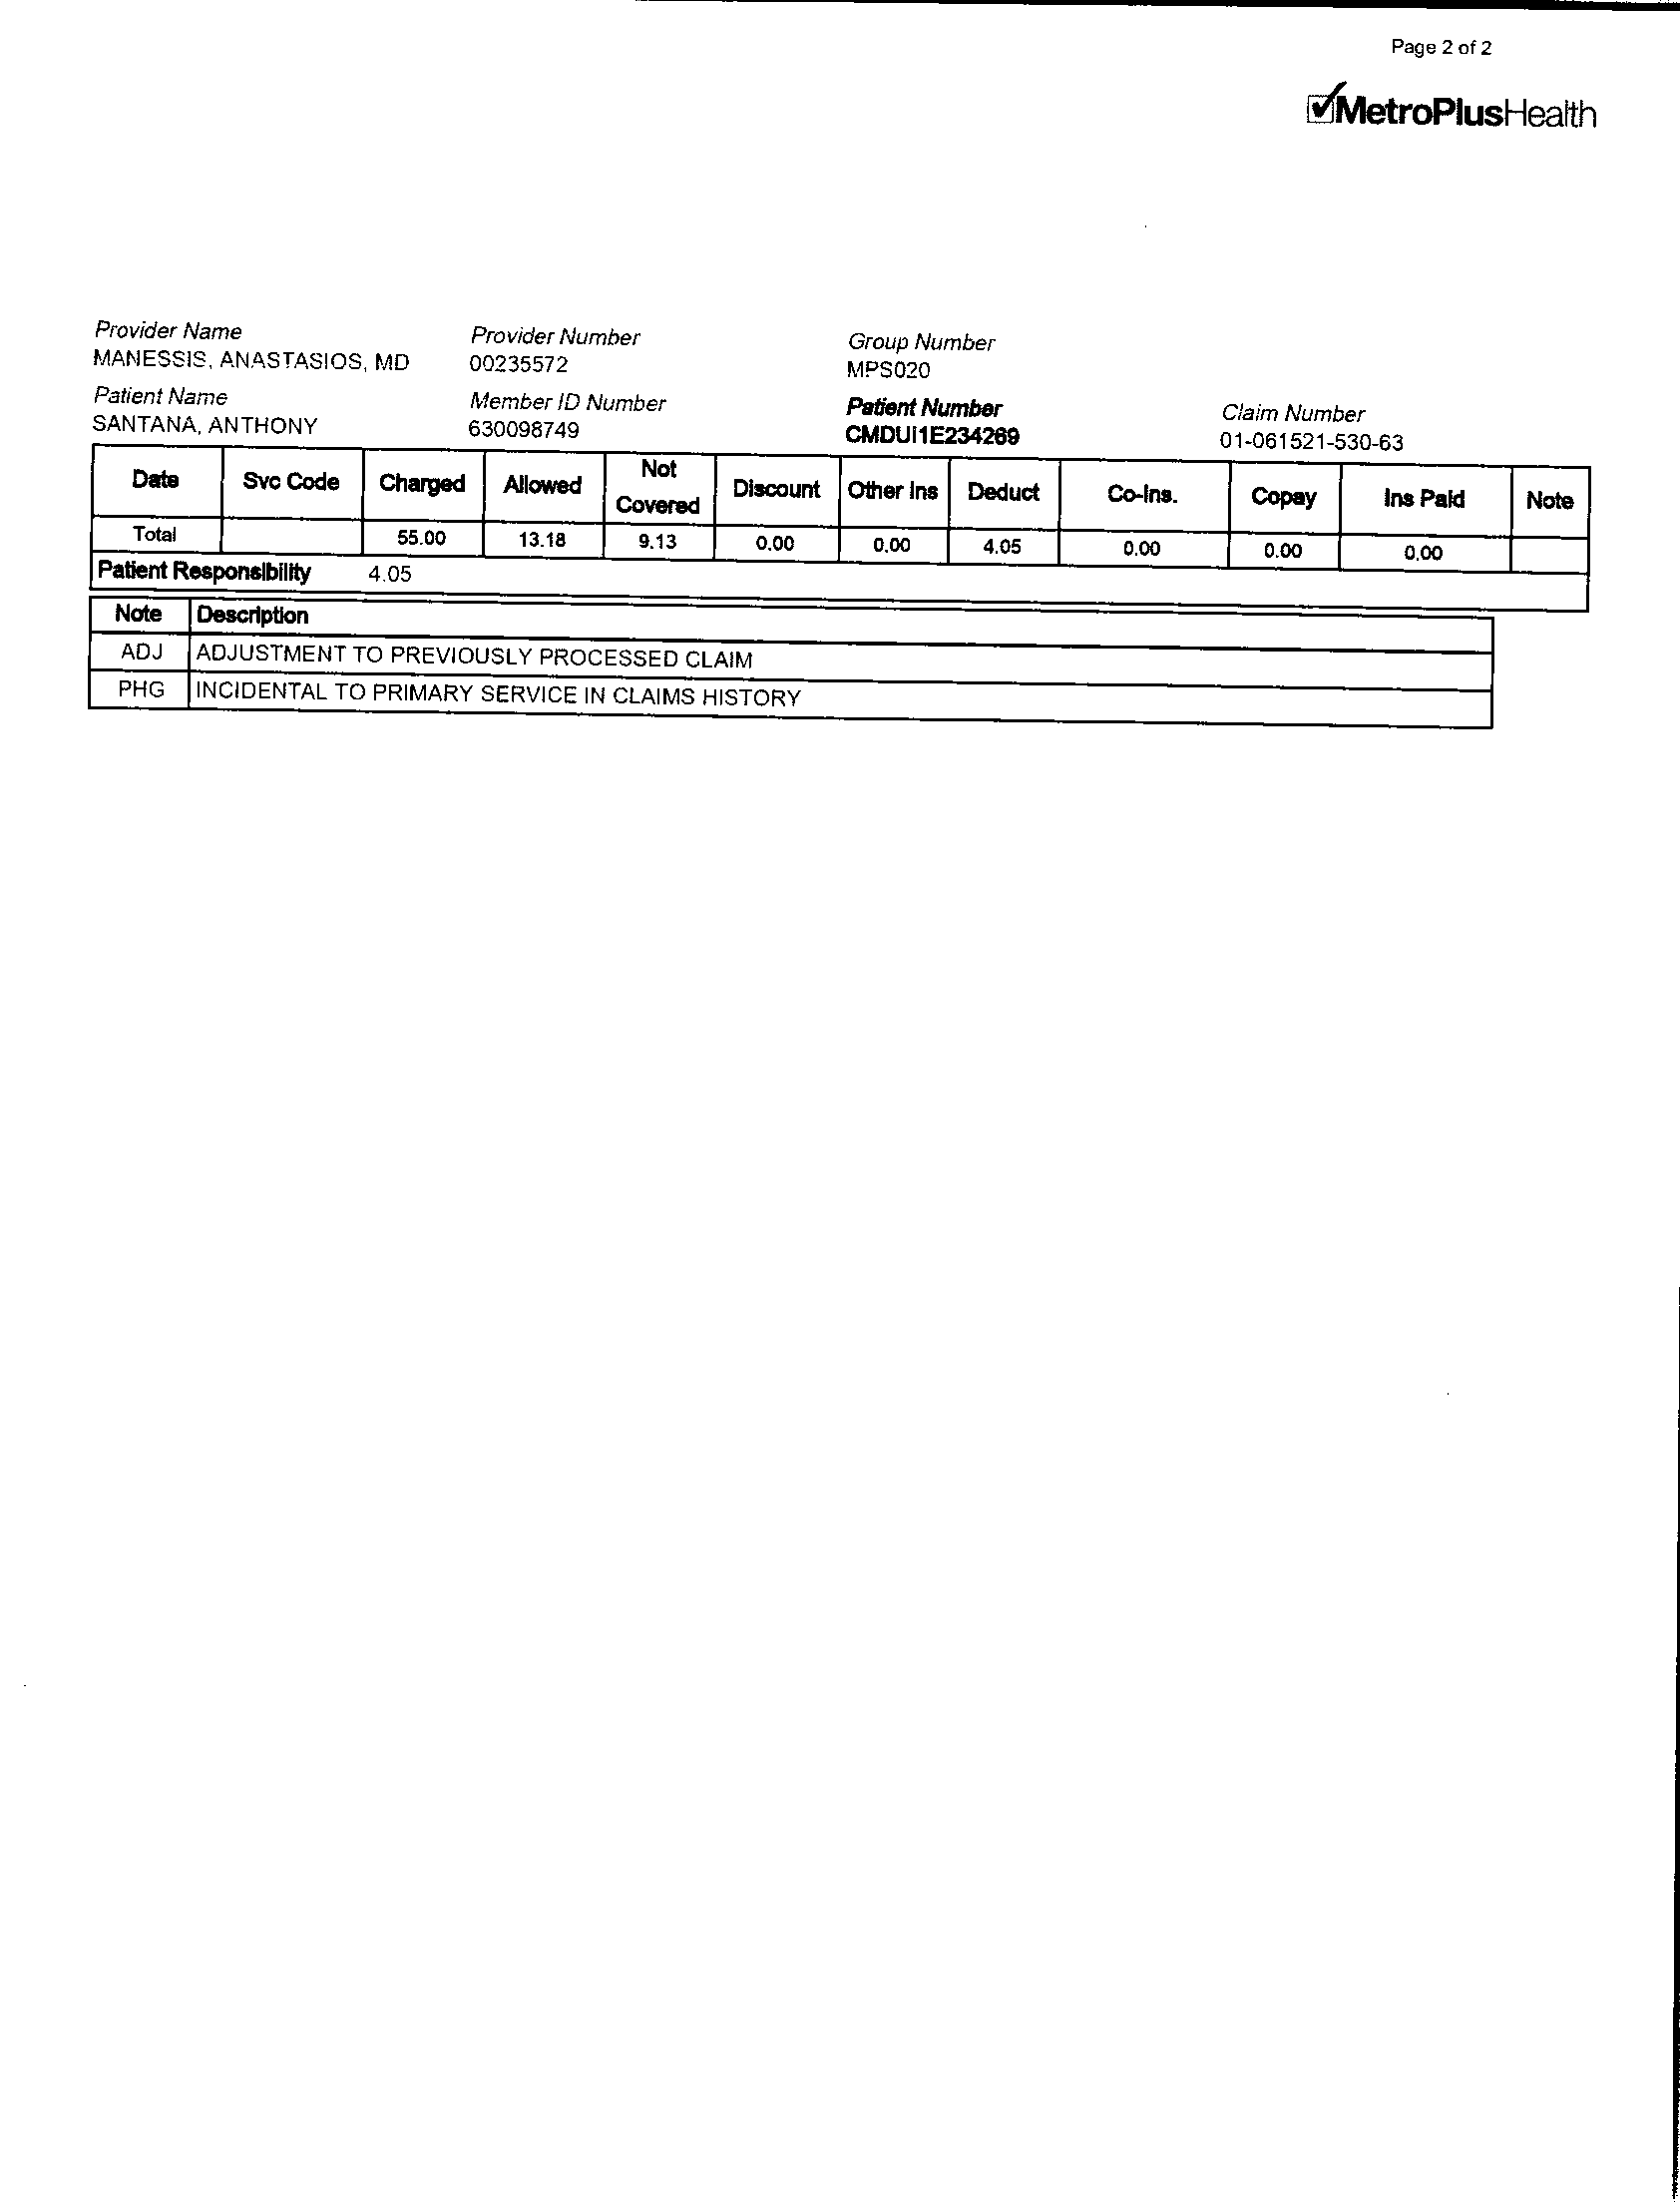 Page 2 of 2
MetroPlusHealth
Provider Name Provider Number Group Number
MANESSIS, ANASTASIOS, MD 00235572 MPS020
Patient Name Member ID Number Patient Number Claim Number
SANTANA, ANTHONY 630098749 CMDUI1E234269 01-061521-530-63
Date Svc Code Charged Allowed Not Covered Discount Other Ins Deduct Co-Ins. Copay Ins Paid Note
Total 55.00 13.18 9.13 0.00 0.00 4.05 0.00 0.00 0.00
Patient Responsibility 4.05
Note Description
ADJ ADJUSTMENT TO PREVIOUSLY PROCESSED CLAIM
PHG INCIDENTAL TO PRIMARY SERVICE IN CLAIMS HISTORY